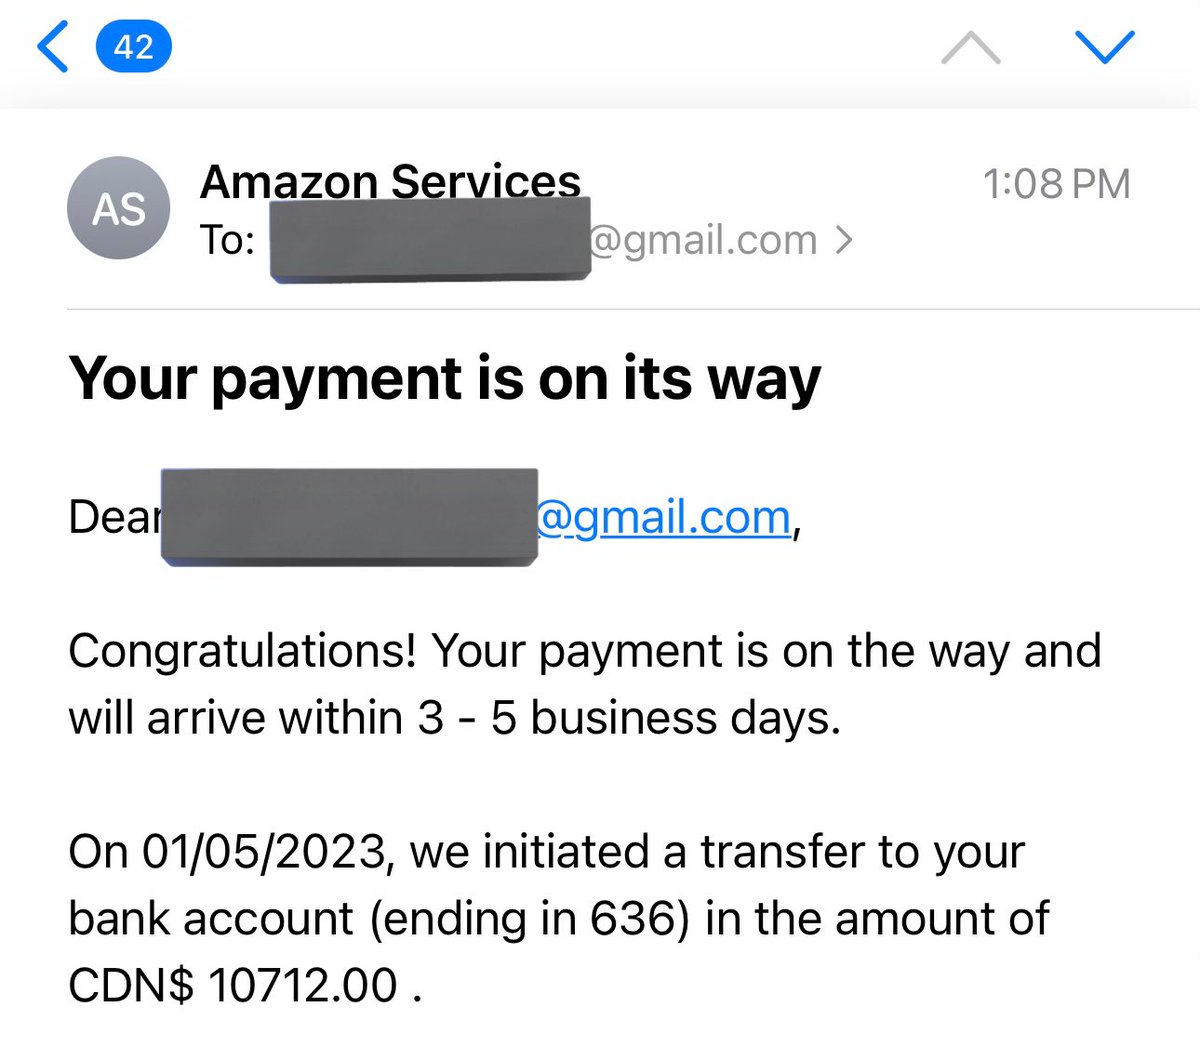 42
AS
Amazon Services
1:08 PM
To: @gmail.com
Your payment is on its way
Dear @gmail.com,
Congratulations! Your payment is on the way and
will arrive within 3 - 5 business days.
On 01/05/2023, we initiated a transfer to your
bank account (ending in 636) in the amount of
CDN$ 10712.00 .